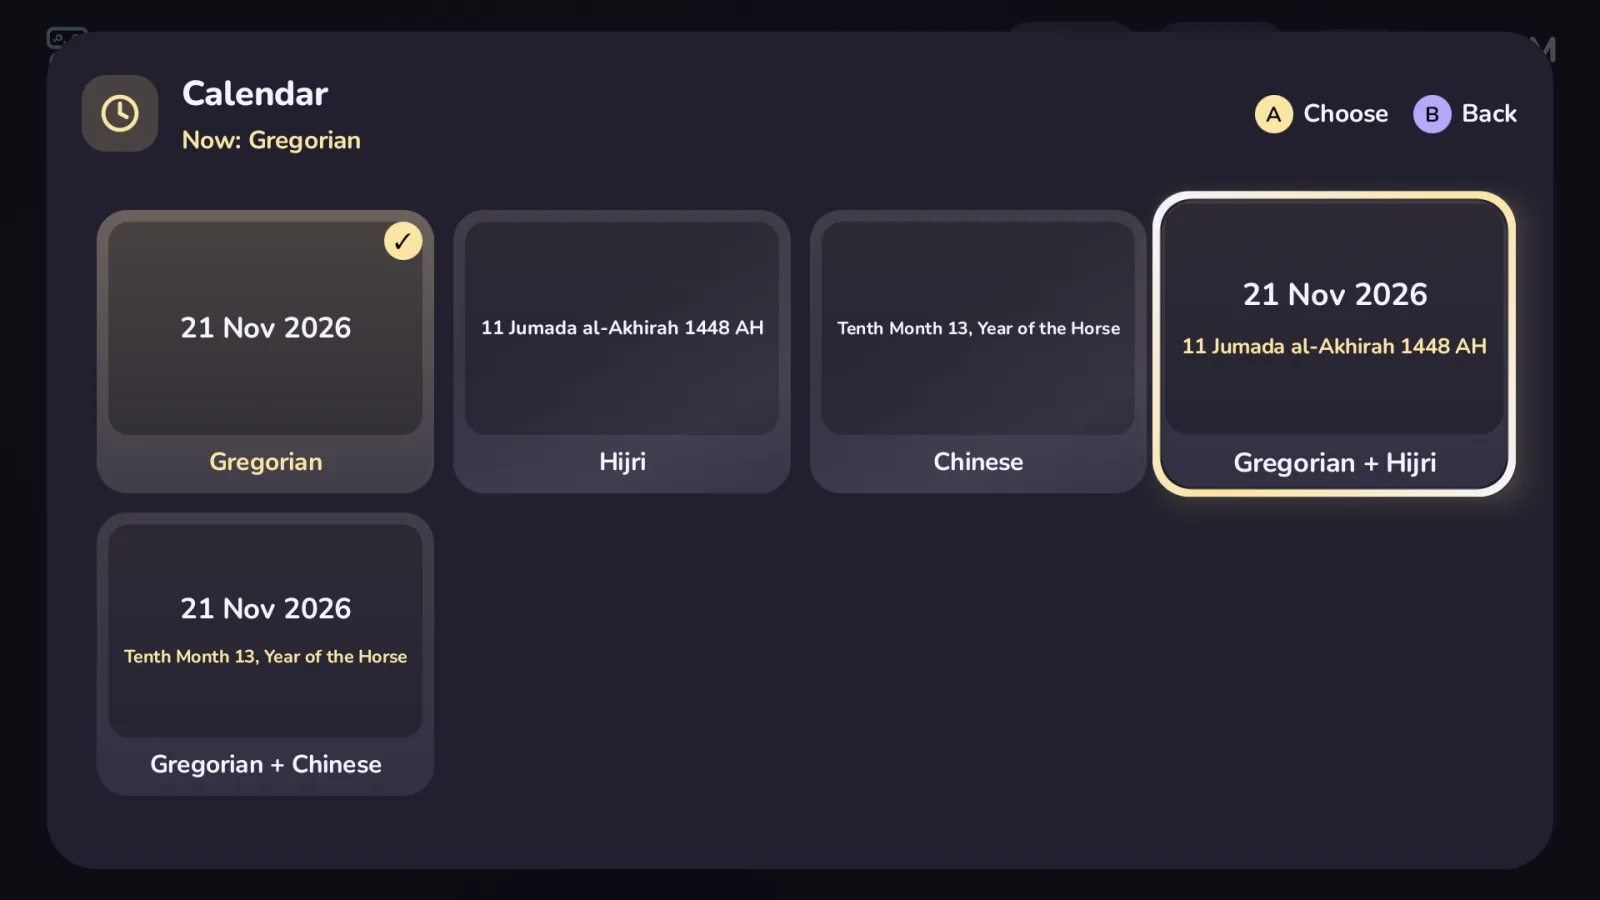 Calendar
Now: Gregorian
A Choose B Back
21 Nov 2026
✓
Gregorian
11 Jumada al-Akhirah 1448 AH
Hijri
Tenth Month 13, Year of the Horse
Chinese
21 Nov 2026
11 Jumada al-Akhirah 1448 AH
Gregorian + Hijri
21 Nov 2026
Tenth Month 13, Year of the Horse
Gregorian + Chinese